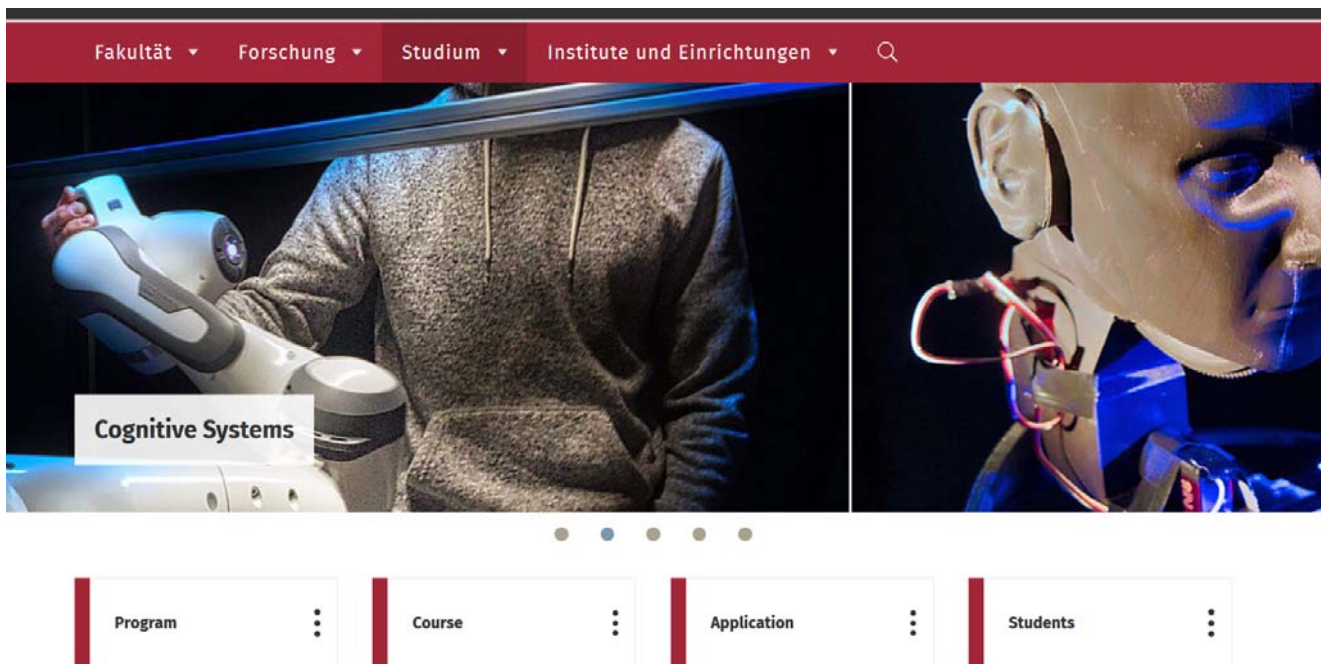 Fakultät Forschung Studium Institute und Einrichtungen
Cognitive Systems
Program Course Application Students